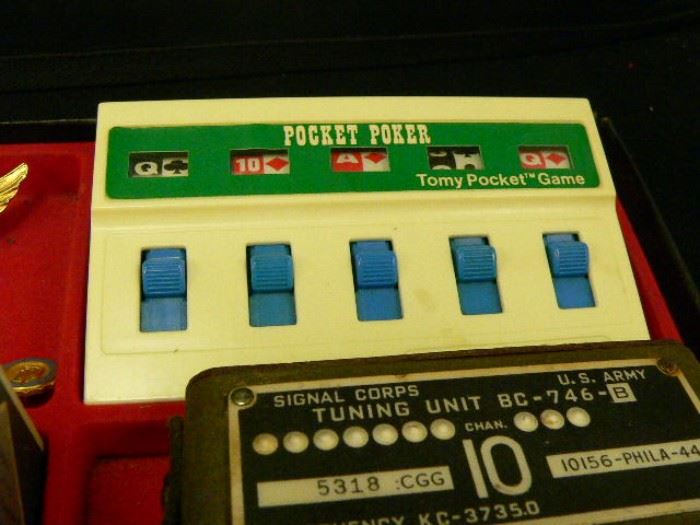 POCKET POKER
Q♣ 10♦ A♦ Q♦
Tomy Pocket™ Game
SIGNAL CORPS U.S. ARMY
TUNING UNIT BC-746-B
CHAN.
10
5318 :CGG 10156-PHILA-44
KC-3735.0